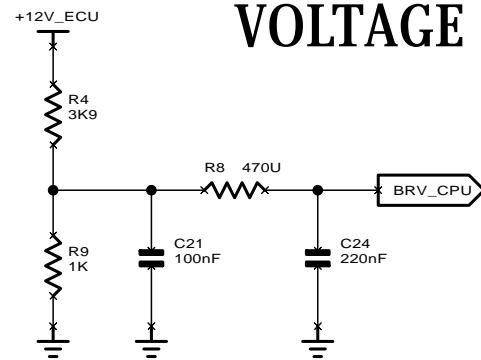 VOLTAGE
+12V_ECU
R4
3K9
R8 470U
BRV_CPU
R9
1K
C21
100nF
C24
220nF